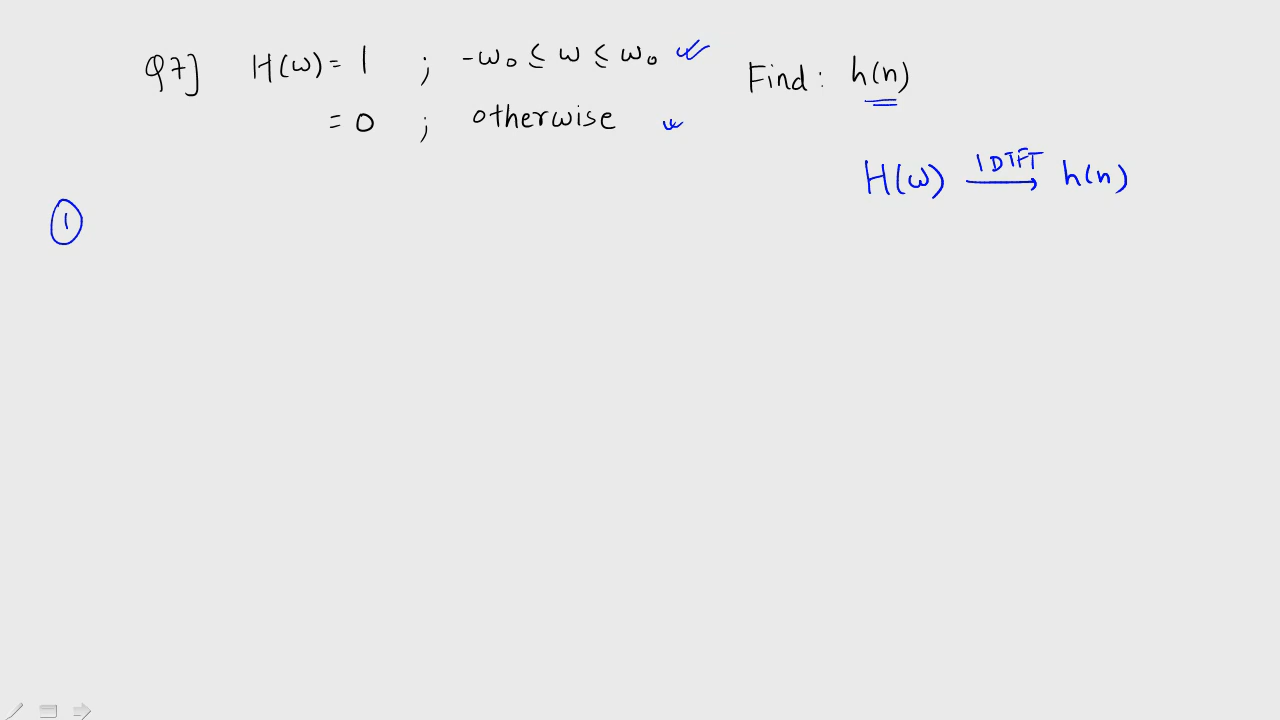 Q7] H(ω) = 1 ; -ω₀ ≤ ω ≤ ω₀
= 0 ; otherwise
Find : h(n)
H(ω) IDTFT→ h(n)
1